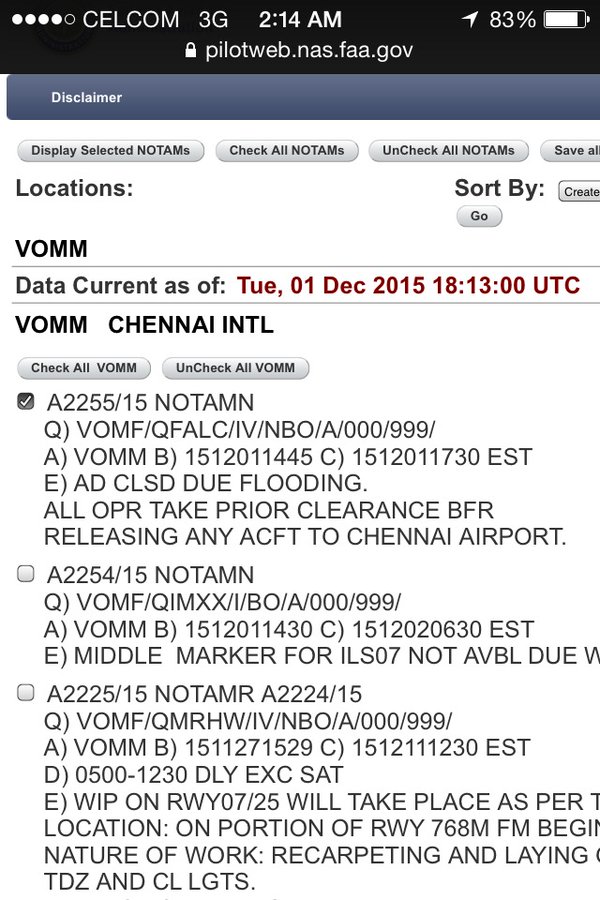 CELCOM 3G 2:14 AM 83%
pilotweb.nas.faa.gov
Disclaimer
Display Selected NOTAMs Check All NOTAMs UnCheck All NOTAMs Save all
Locations: Sort By: Create
Go
VOMM
Data Current as of: Tue, 01 Dec 2015 18:13:00 UTC
VOMM CHENNAI INTL
Check All VOMM UnCheck All VOMM
A2255/15 NOTAMN
Q) VOMF/QFALC/IV/NBO/A/000/999/
A) VOMM B) 1512011445 C) 1512011730 EST
E) AD CLSD DUE FLOODING.
ALL OPR TAKE PRIOR CLEARANCE BFR
RELEASING ANY ACFT TO CHENNAI AIRPORT.
A2254/15 NOTAMN
Q) VOMF/QIMXX/I/BO/A/000/999/
A) VOMM B) 1512011430 C) 1512020630 EST
E) MIDDLE MARKER FOR ILS07 NOT AVBL DUE W
A2225/15 NOTAMR A2224/15
Q) VOMF/QMRHW/IV/NBO/A/000/999/
A) VOMM B) 1511271529 C) 1512111230 EST
D) 0500-1230 DLY EXC SAT
E) WIP ON RWY07/25 WILL TAKE PLACE AS PER T
LOCATION: ON PORTION OF RWY 768M FM BEGIN
NATURE OF WORK: RECARPETING AND LAYING
TDZ AND CL LGTS.